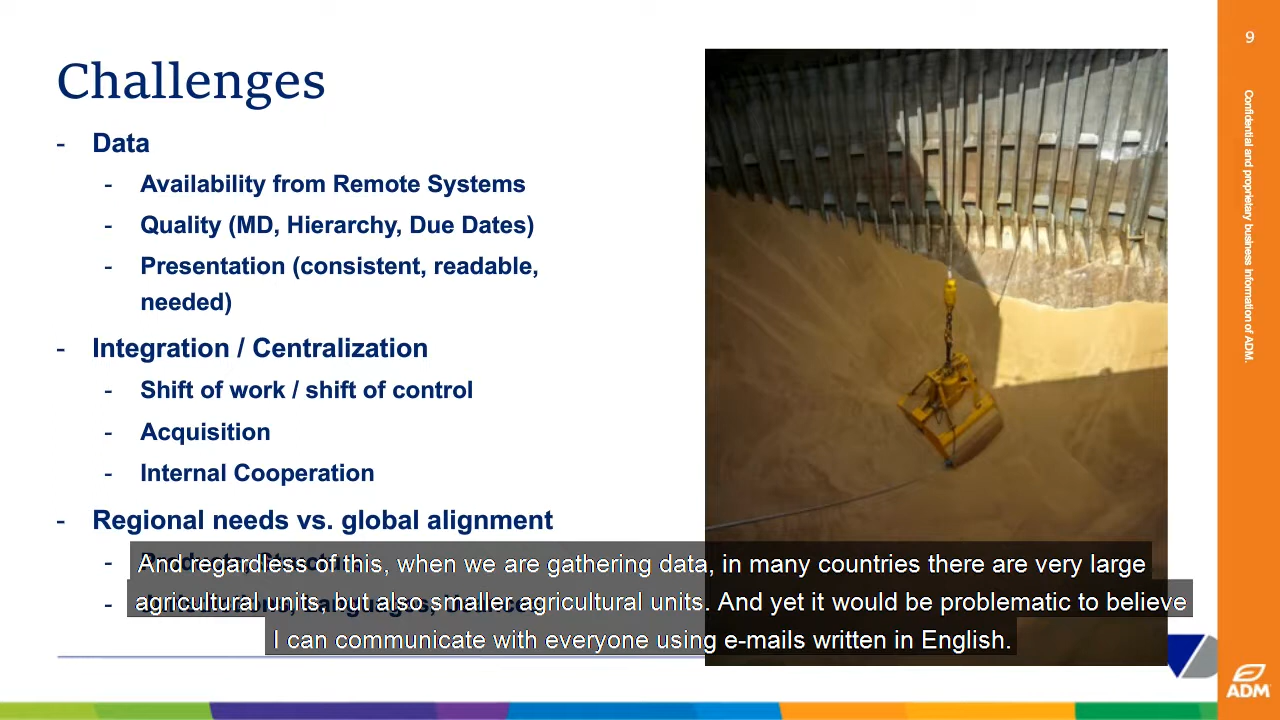 9
Challenges
- Data
- Availability from Remote Systems
- Quality (MD, Hierarchy, Due Dates)
- Presentation (consistent, readable,
needed)
- Integration / Centralization
- Shift of work / shift of control
- Acquisition
- Internal Cooperation
- Regional needs vs. global alignment
And regardless of this, when we are gathering data, in many countries there are very large
agricultural units, but also smaller agricultural units. And yet it would be problematic to believe
I can communicate with everyone using e-mails written in English.
Confidential and proprietary business information of ADM.
ADM